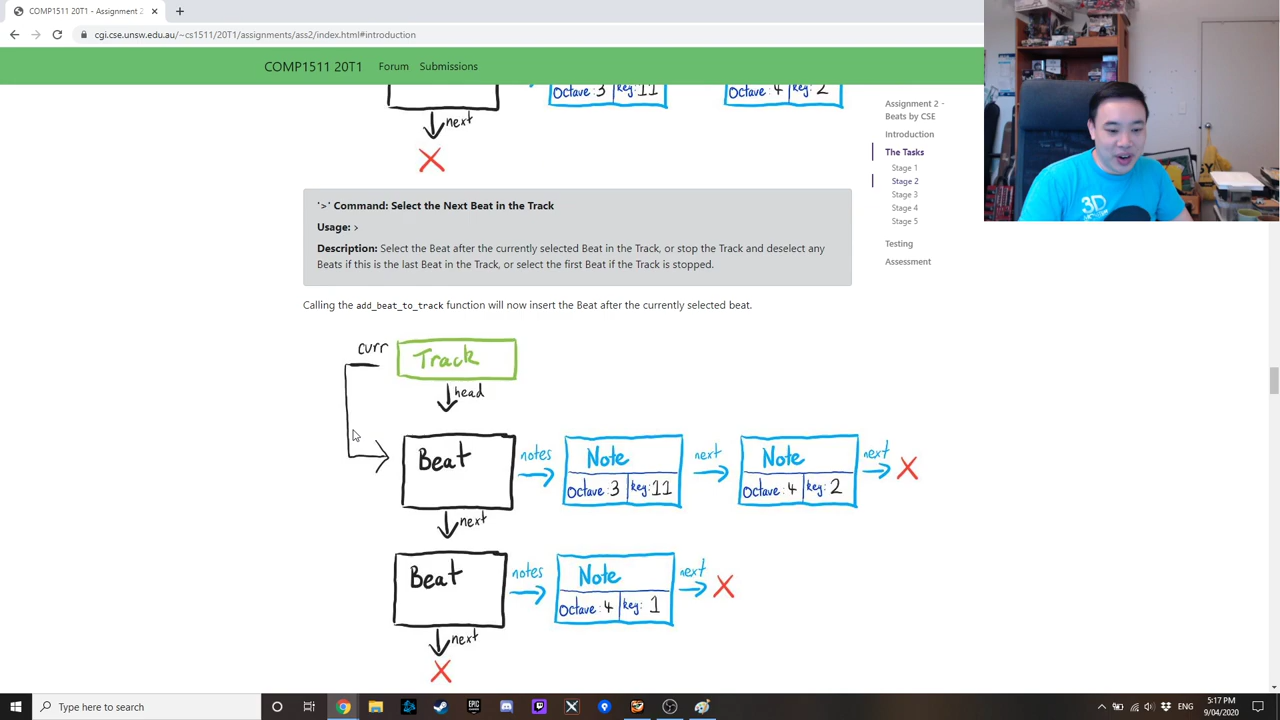 COMP1511 20T1 - Assignment 2
cgi.cse.unsw.edu.au/~cs1511/20T1/assignments/ass2/index.html#introduction
COMP1511 20T1 Forum Submissions
Octave: 3 key: 11
Octave: 4 key: 2
next
'>' Command: Select the Next Beat in the Track
Usage: >
Description: Select the Beat after the currently selected Beat in the Track, or stop the Track and deselect any
Beats if this is the last Beat in the Track, or select the first Beat if the Track is stopped.
Calling the add_beat_to_track function will now insert the Beat after the currently selected beat.
curr
Track
head
Beat
notes
Note
Octave: 3 key: 11
next
Note
Octave: 4 key: 2
next
X
next
Beat
notes
Note
Octave: 4 key: 1
next
X
next
X
Assignment 2 -
Beats by CSE
Introduction
The Tasks
Stage 1
Stage 2
Stage 3
Stage 4
Stage 5
Testing
Assessment
3D
Type here to search
EPIC
ENG
5:17 PM
9/04/2020